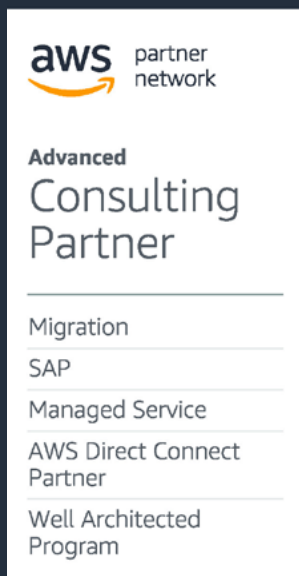 aws partner
network
Advanced
Consulting
Partner
Migration
SAP
Managed Service
AWS Direct Connect
Partner
Well Architected
Program